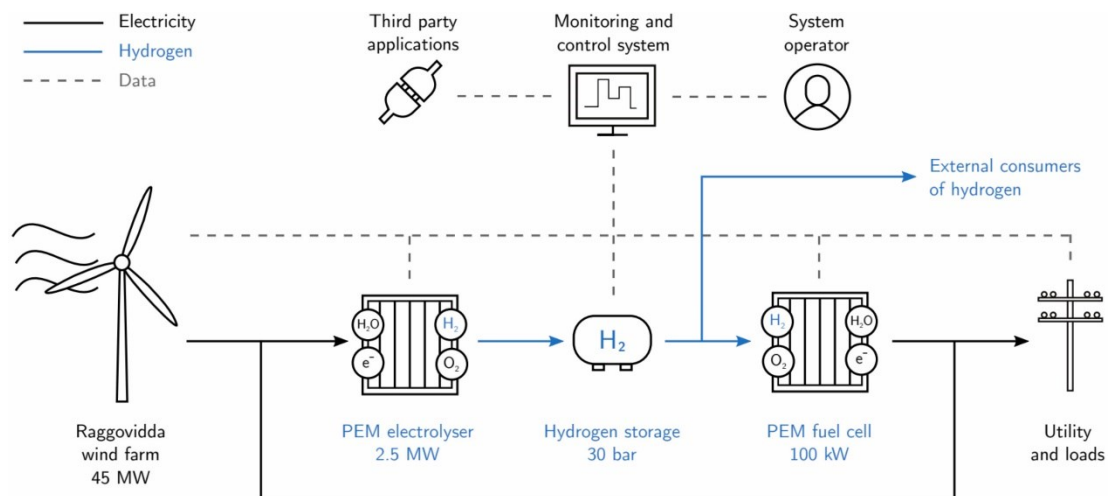 Electricity
Hydrogen
Data
Third party
applications
Monitoring and
control system
System
operator
External consumers
of hydrogen
H₂O
H₂
e⁻
O₂
H₂
H₂
H₂O
O₂
e⁻
Raggovidda
wind farm
45 MW
PEM electrolyser
2.5 MW
Hydrogen storage
30 bar
PEM fuel cell
100 kW
Utility
and loads